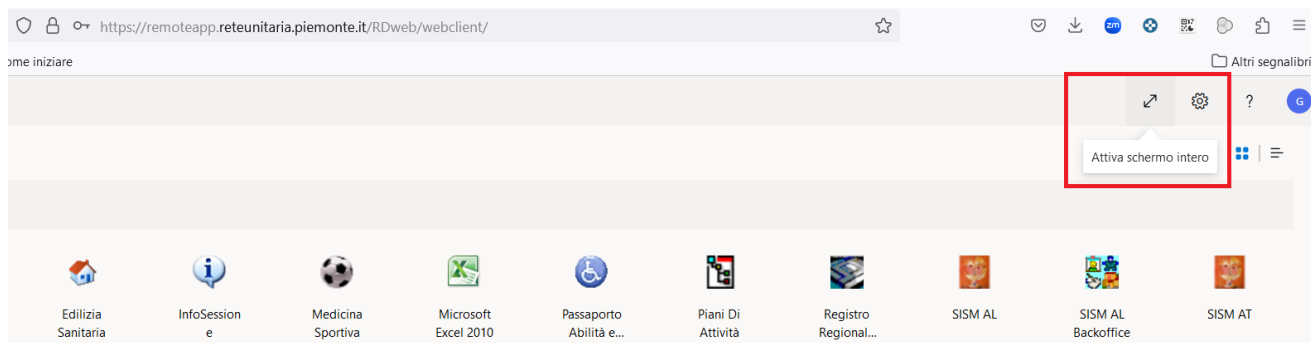 https://remoteapp.reteunitaria.piemonte.it/RDweb/webclient/
zm
ome iniziare
Altri segnalibri
?
G
Attiva schermo intero
Edilizia
Sanitaria
InfoSession
e
Medicina
Sportiva
Microsoft
Excel 2010
Passaporto
Abilità e...
Piani Di
Attività
Registro
Regional...
SISM AL
SISM AL
Backoffice
SISM AT